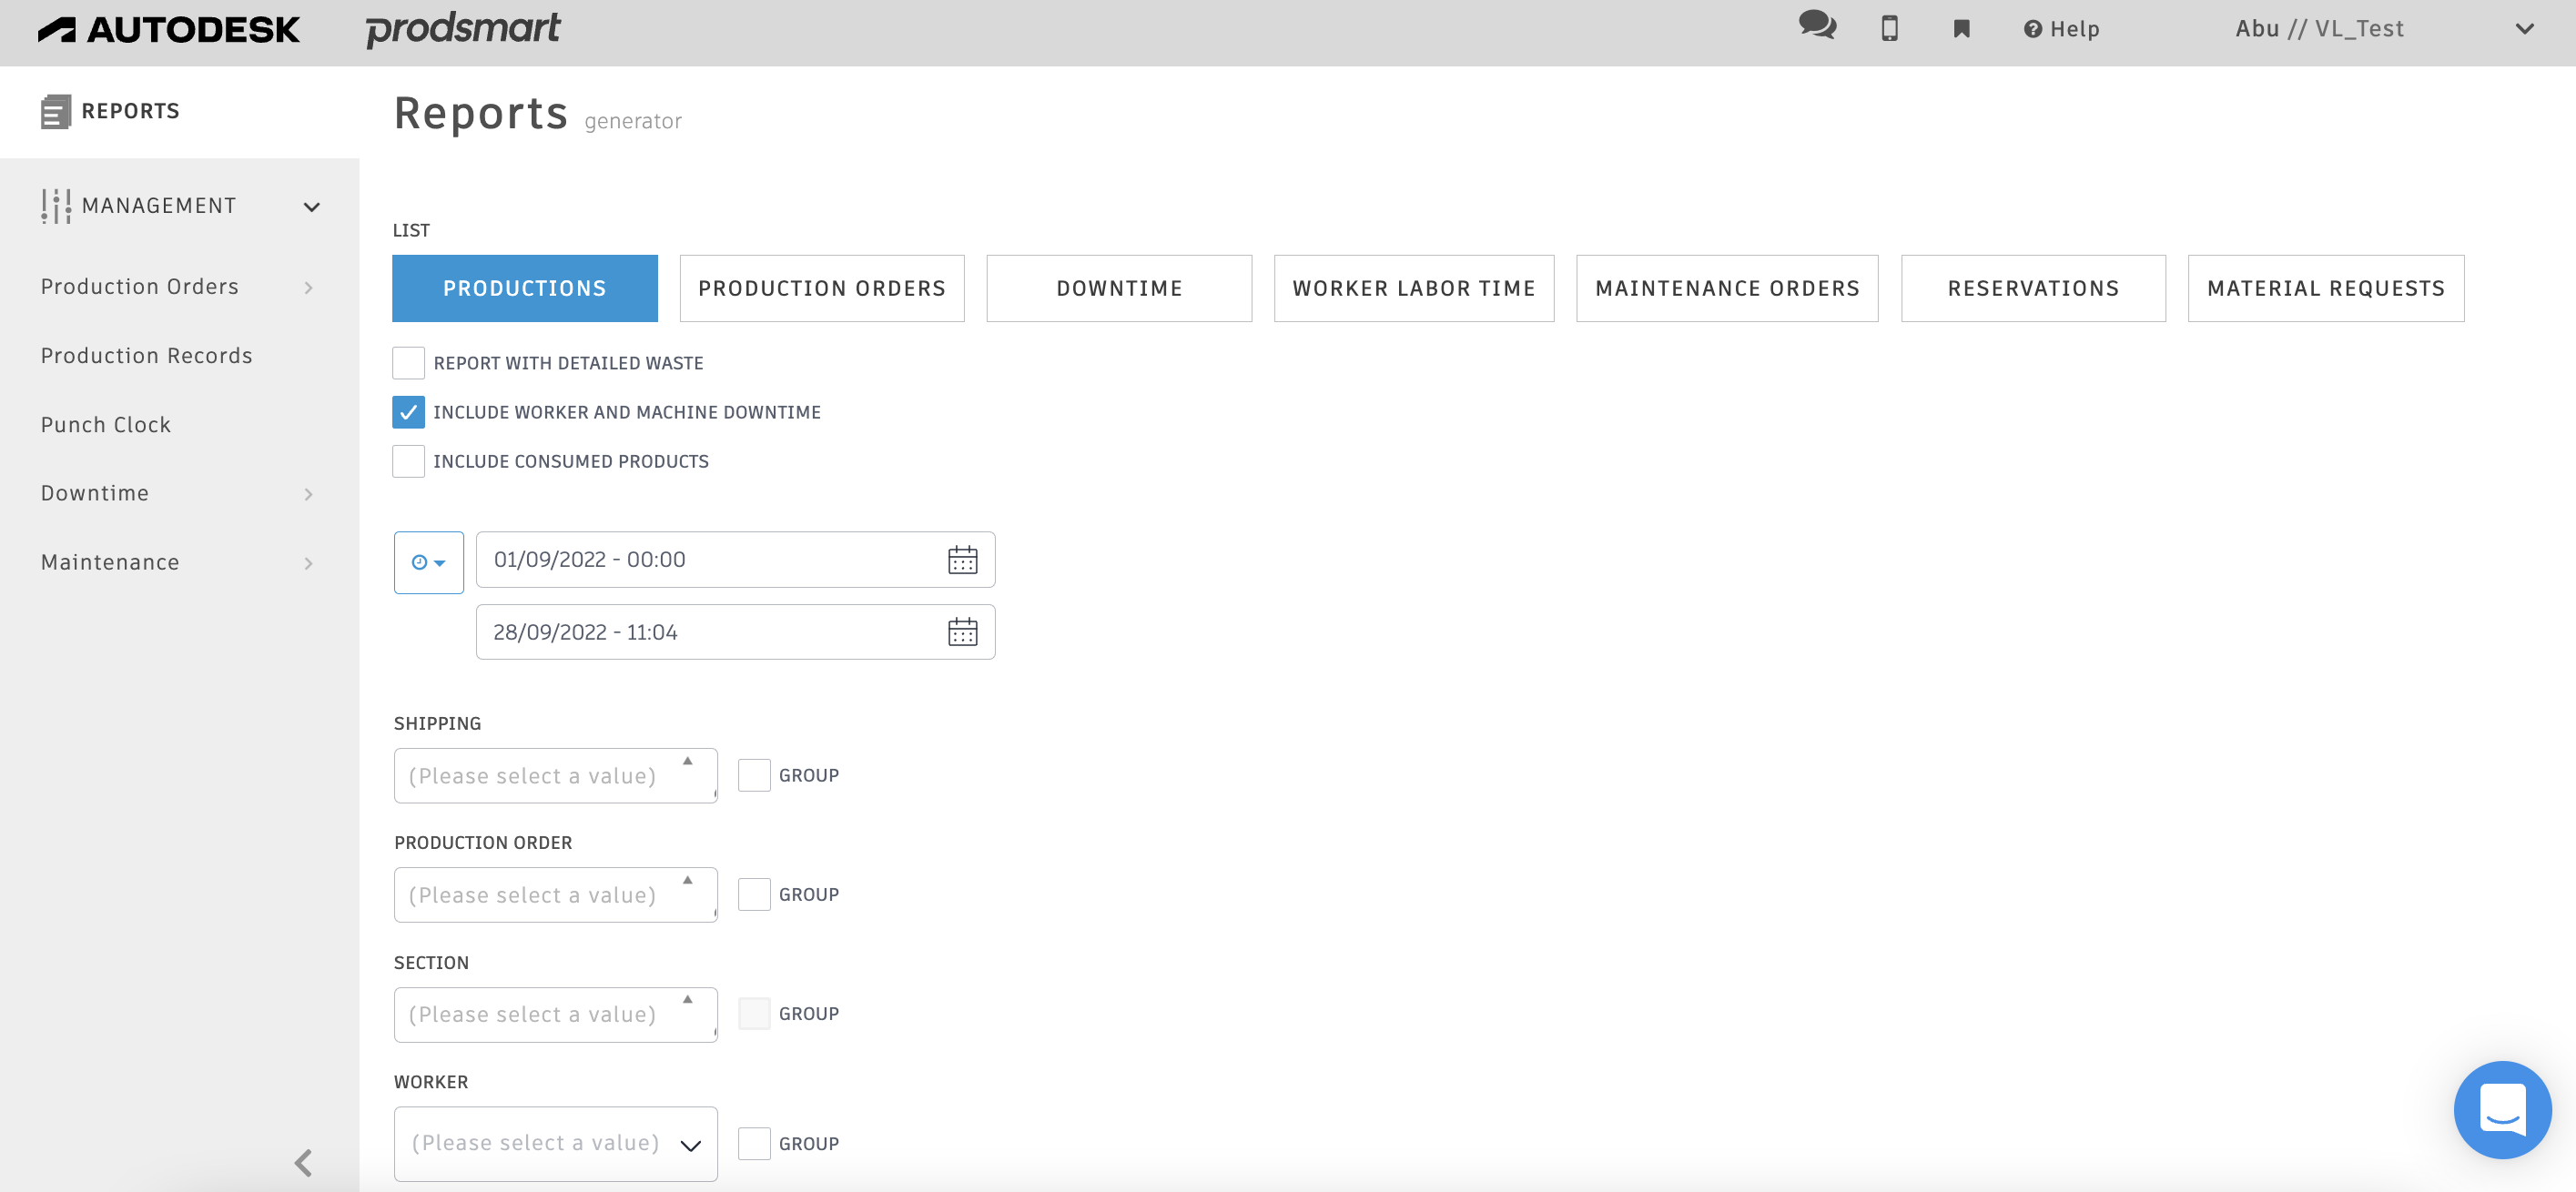 AUTODESK prodsmart Help Abu // VL_Test
REPORTS
MANAGEMENT
Production Orders
Production Records
Punch Clock
Downtime
Maintenance
Reports generator
LIST
PRODUCTIONS PRODUCTION ORDERS DOWNTIME WORKER LABOR TIME MAINTENANCE ORDERS RESERVATIONS MATERIAL REQUESTS
REPORT WITH DETAILED WASTE
INCLUDE WORKER AND MACHINE DOWNTIME
INCLUDE CONSUMED PRODUCTS
01/09/2022 - 00:00
28/09/2022 - 11:04
SHIPPING
(Please select a value) GROUP
PRODUCTION ORDER
(Please select a value) GROUP
SECTION
(Please select a value) GROUP
WORKER
(Please select a value) GROUP